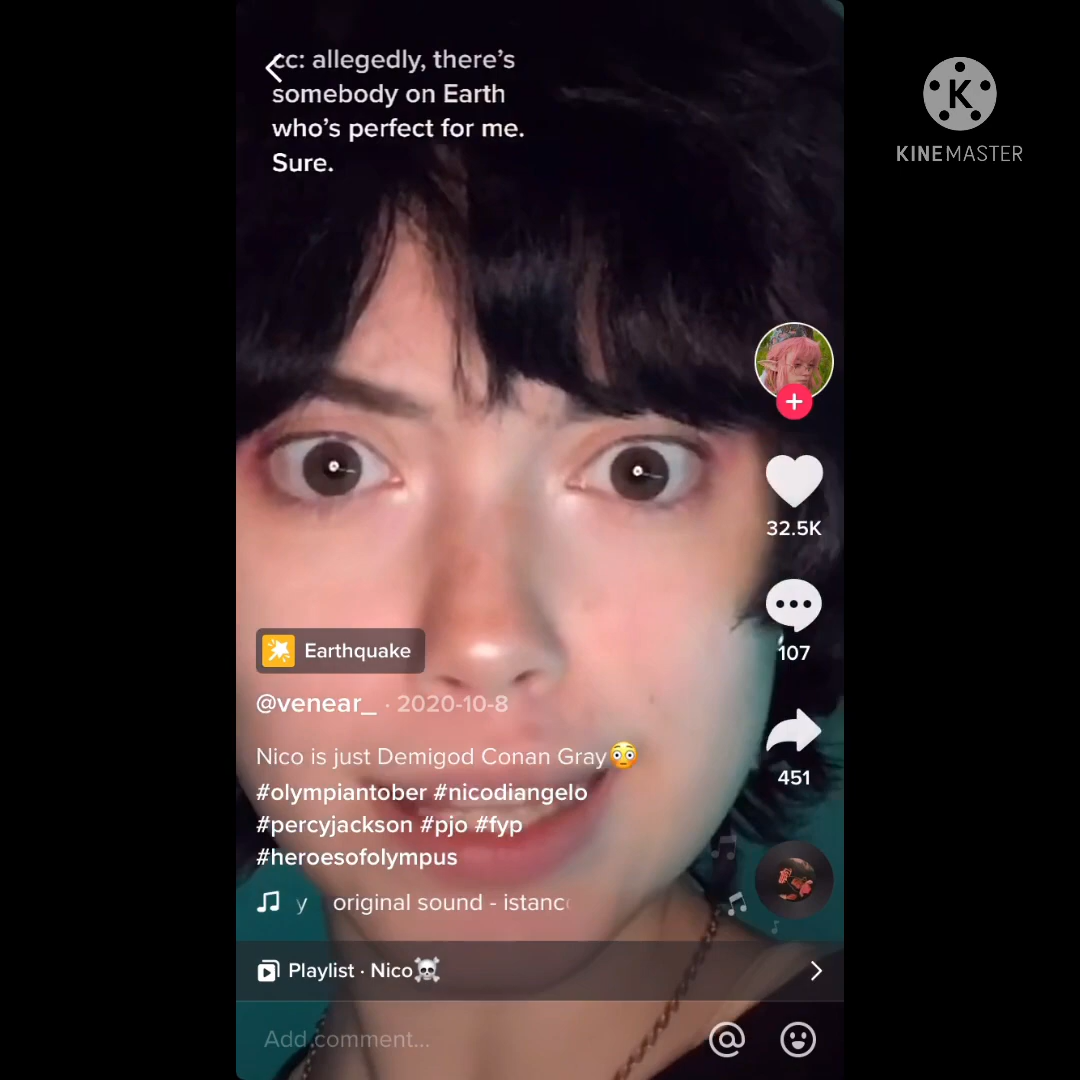 cc: allegedly, there's
somebody on Earth
who's perfect for me.
Sure.
K
KINEMASTER
32.5K
107
451
Earthquake
@venear_ · 2020-10-8
Nico is just Demigod Conan Gray😳
#olympiantober #nicodiangelo
#percyjackson #pjo #fyp
#heroesofolympus
y original sound - istanc
Playlist · Nico☠️
Add comment...